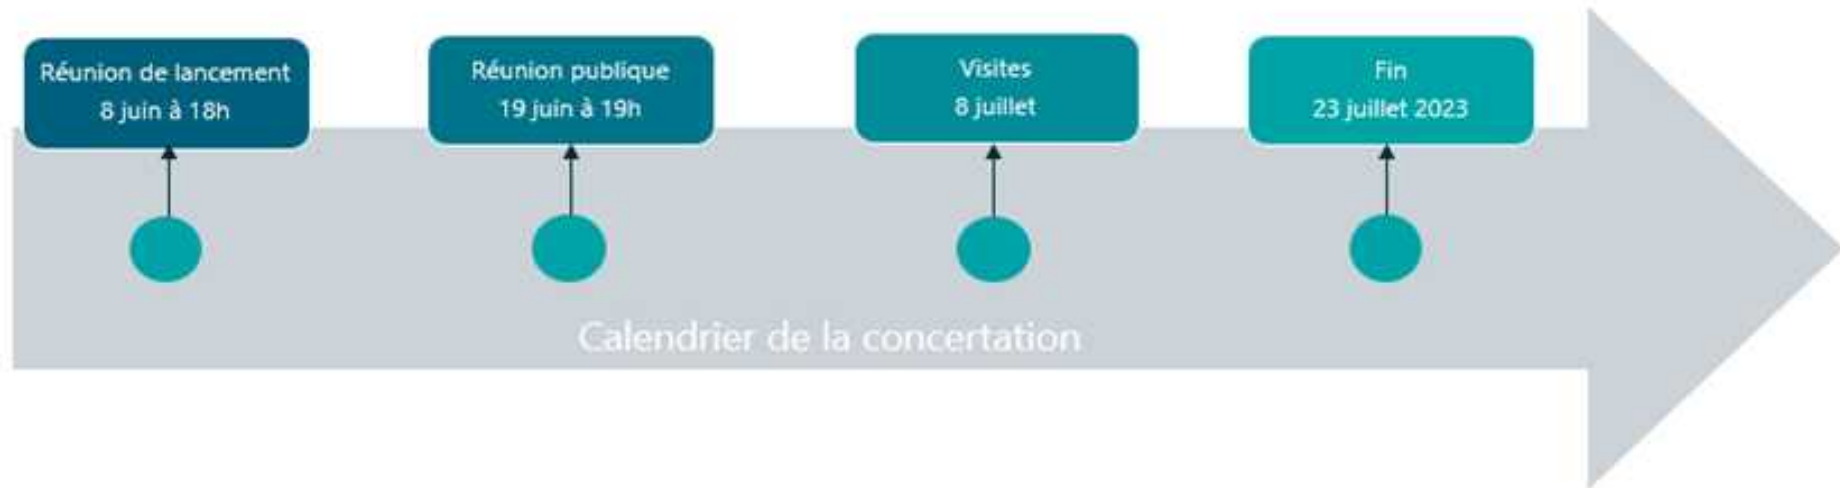 Réunion de lancement
8 juin à 18h
Réunion publique
19 juin à 19h
Visites
8 juillet
Fin
23 juillet 2023
Calendrier de la concertation